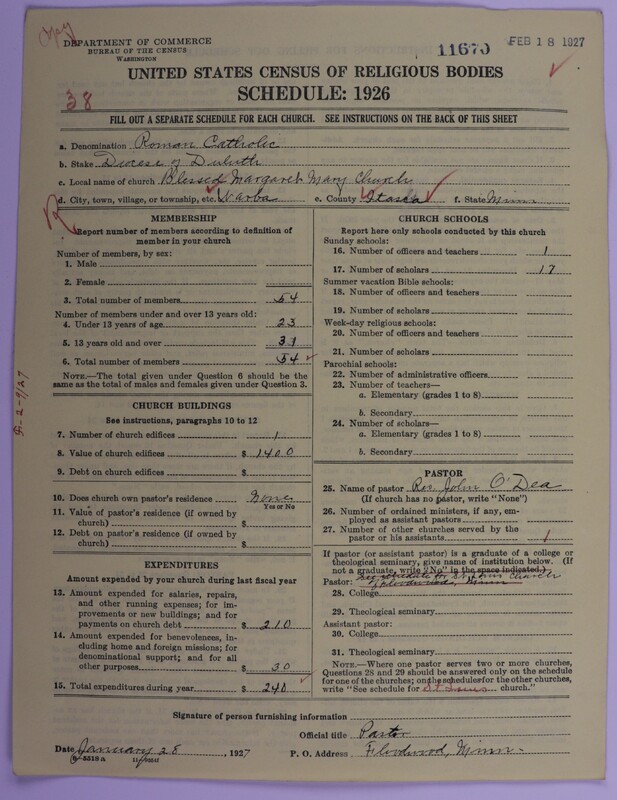 Copy
DEPARTMENT OF COMMERCE
BUREAU OF THE CENSUS
WASHINGTON
11670
FEB 18 1927
UNITED STATES CENSUS OF RELIGIOUS BODIES
38
SCHEDULE: 1926
FILL OUT A SEPARATE SCHEDULE FOR EACH CHURCH. SEE INSTRUCTIONS ON THE BACK OF THIS SHEET
a. Denomination Roman Catholic
b. Stake Diocese of Duluth
c. Local name of church Blessed Margaret Mary Church
d. City, town, village, or township, etc. Warba e. County Itasca f. State Minn
R
MEMBERSHIP
Report number of members according to definition of
member in your church
Number of members, by sex:
1. Male
2. Female
3. Total number of members 54
Number of members under and over 13 years old:
4. Under 13 years of age 23
5. 13 years old and over 31
6. Total number of members 54
NOTE.—The total given under Question 6 should be
same as the total of males and females given under Question 3.
CHURCH BUILDINGS
See instructions, paragraphs 10 to 12
7. Number of church edifices 1
8. Value of church edifices $ 1400
9. Debt on church edifices $
10. Does church own pastor's residence None
Yes or No
11. Value of pastor's residence (if owned by
church) $
12. Debt on pastor's residence (if owned by
church) $
EXPENDITURES
Amount expended by your church during last fiscal year
13. Amount expended for salaries, repairs,
and other running expenses; for im-
provements or new buildings; and for
payments on church debt $ 210
14. Amount expended for benevolences, in-
cluding home and foreign missions; for
denominational support; and for all
other purposes $ 30
15. Total expenditures during year $ 240
CHURCH SCHOOLS
Report here only schools conducted by this church
Sunday schools:
16. Number of officers and teachers 1
17. Number of scholars 17
Summer vacation Bible schools:
18. Number of officers and teachers
19. Number of scholars
Week-day religious schools:
20. Number of officers and teachers
21. Number of scholars
Parochial schools:
22. Number of administrative officers
23. Number of teachers—
a. Elementary (grades 1 to 8)
b. Secondary
24. Number of scholars—
a. Elementary (grades 1 to 8)
b. Secondary
PASTOR
25. Name of pastor Rev. John O'Dea
(If church has no pastor, write "None")
26. Number of ordained ministers, if any, em-
ployed as assistant pastors
27. Number of other churches served by the
pastor or his assistants 1
If pastor (or assistant pastor) is a graduate of a college or
theological seminary, give name of institution below. (If
not a graduate, write "No" in the space indicated.)
Pastor: See schedule for St. Louis Church
Floodwood, Minn
28. College
29. Theological seminary
Assistant pastor:
30. College
31. Theological seminary
NOTE.—Where one pastor serves two or more churches,
Questions 28 and 29 should be answered only on the schedule
for one of the churches; on the schedules for the other churches,
write "See schedule for St. Louis church."
Signature of person furnishing information
Official title Pastor
Date January 28, 1927 P. O. Address Floodwood, Minn.